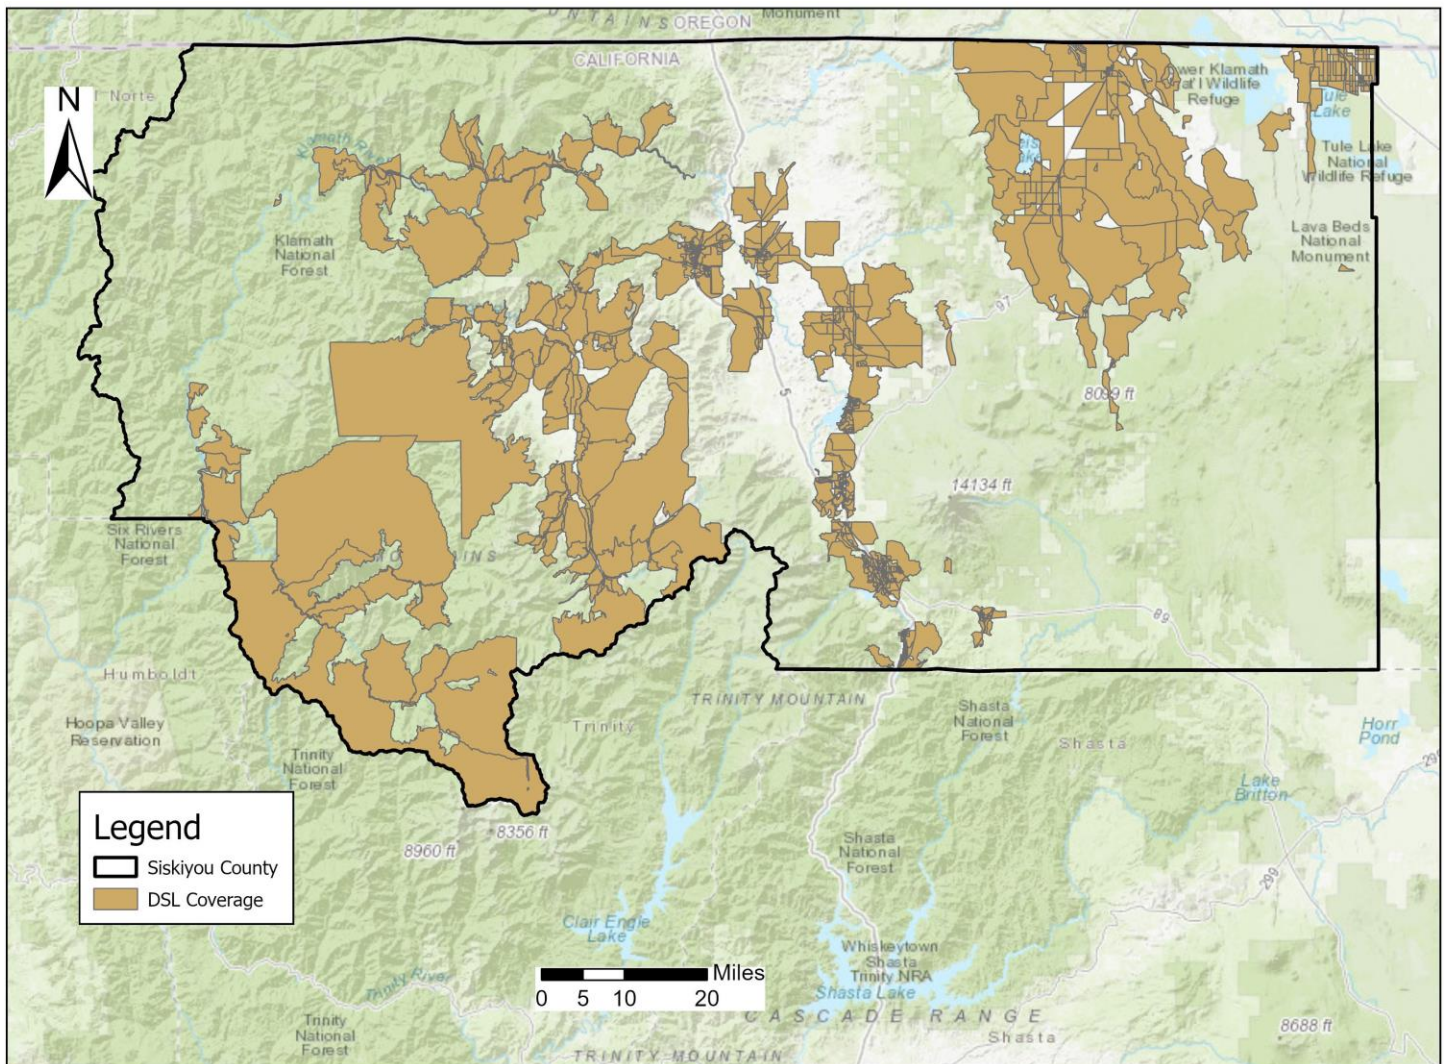 OREGON
Monument
CALIFORNIA
N
Klamath River
Nat'l Wildlife
Refuge
Lake
Tule Lake
National
Wildlife Refuge
Klamath
National
Forest
Lava Beds
National
Monument
97
5
8099 ft
14134 ft
Six Rivers
National
Forest
89
Humboldt
Hoopa Valley
Reservation
Trinity
TRINITY MOUNTAIN
Shasta
National
Forest
Shasta
Horr
Pond
Trinity
National
Forest
Lake
Britton
Legend
Siskiyou County
DSL Coverage
8356 ft
8960 ft
Shasta
National
Forest
299
Clair Engle
Lake
Whiskeytown
Shasta
Trinity NRA
Shasta Lake
Miles
0 5 10 20
Trinity River
CASCADE RANGE
Trinity
National
Forest
Shasta
8688 ft
TRINITY MOUNTAIN